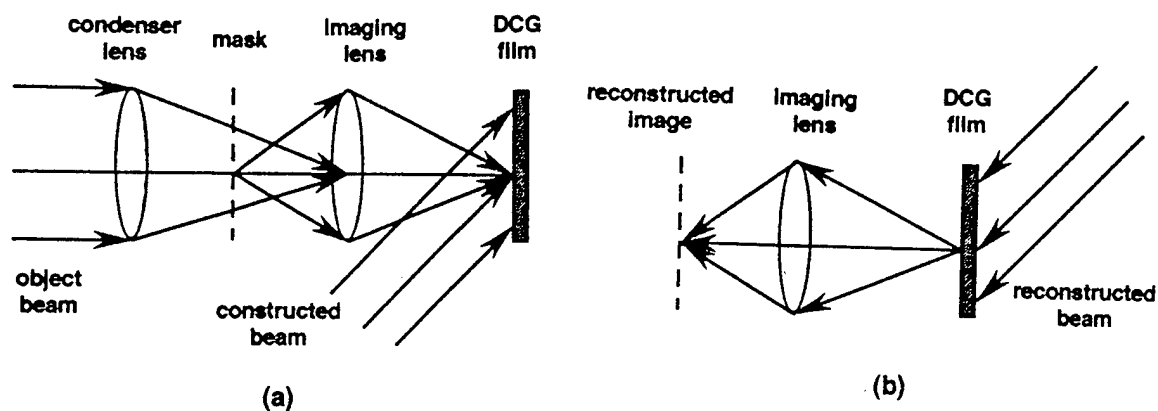 condenser
lens
mask
imaging
lens
DCG
film
object
beam
constructed
beam
(a)
reconstructed
image
imaging
lens
DCG
film
reconstructed
beam
(b)